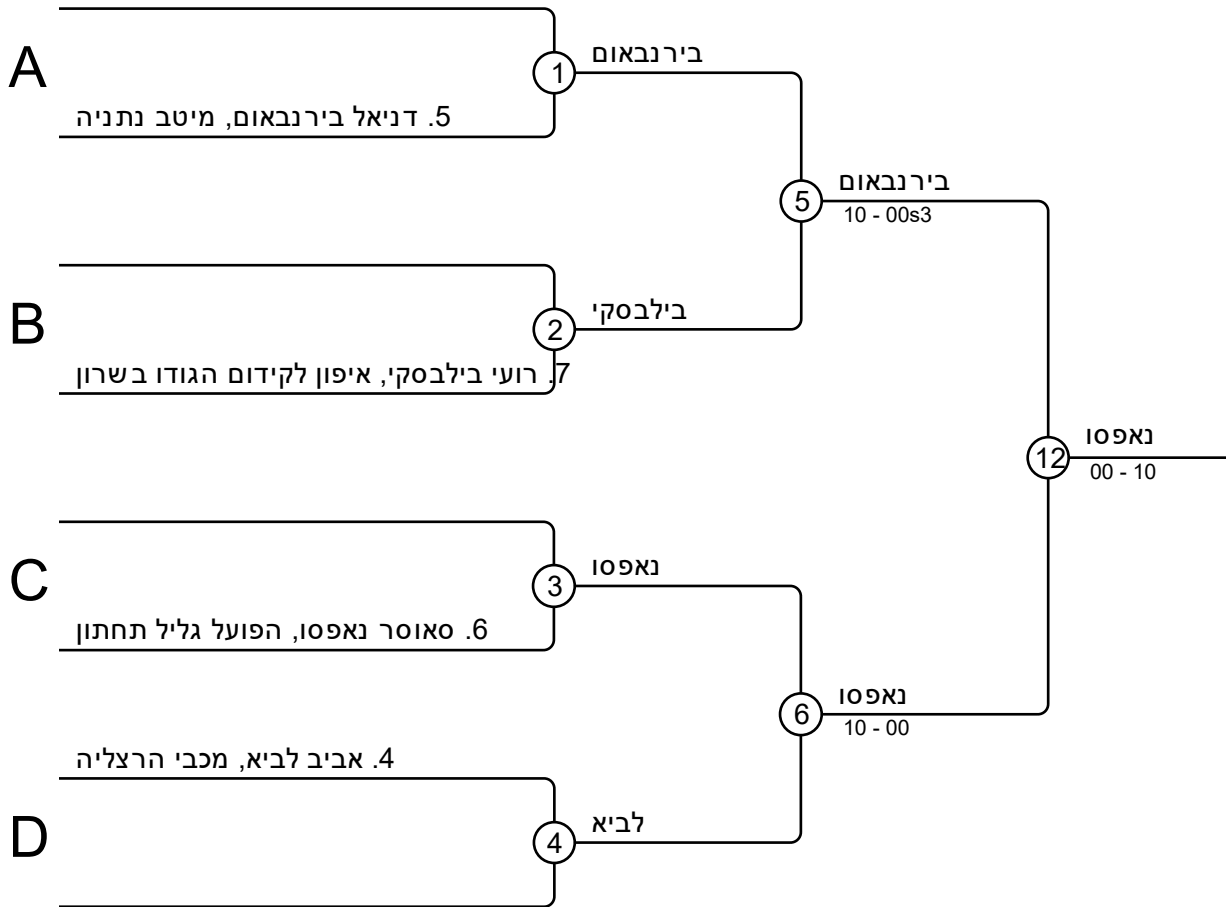 A
1
בירנבאום
5. דניאל בירנבאום, מיטב נתניה
5
בירנבאום
10 - 00s3
B
2
בילבסקי
7. רועי בילבסקי, איפון לקידום הגודו בשרון
12
נאפסו
00 - 10
C
3
נאפסו
6. סאוסר נאפסו, הפועל גליל תחתון
6
נאפסו
10 - 00
4. אביב לביא, מכבי הרצליה
D
4
לביא